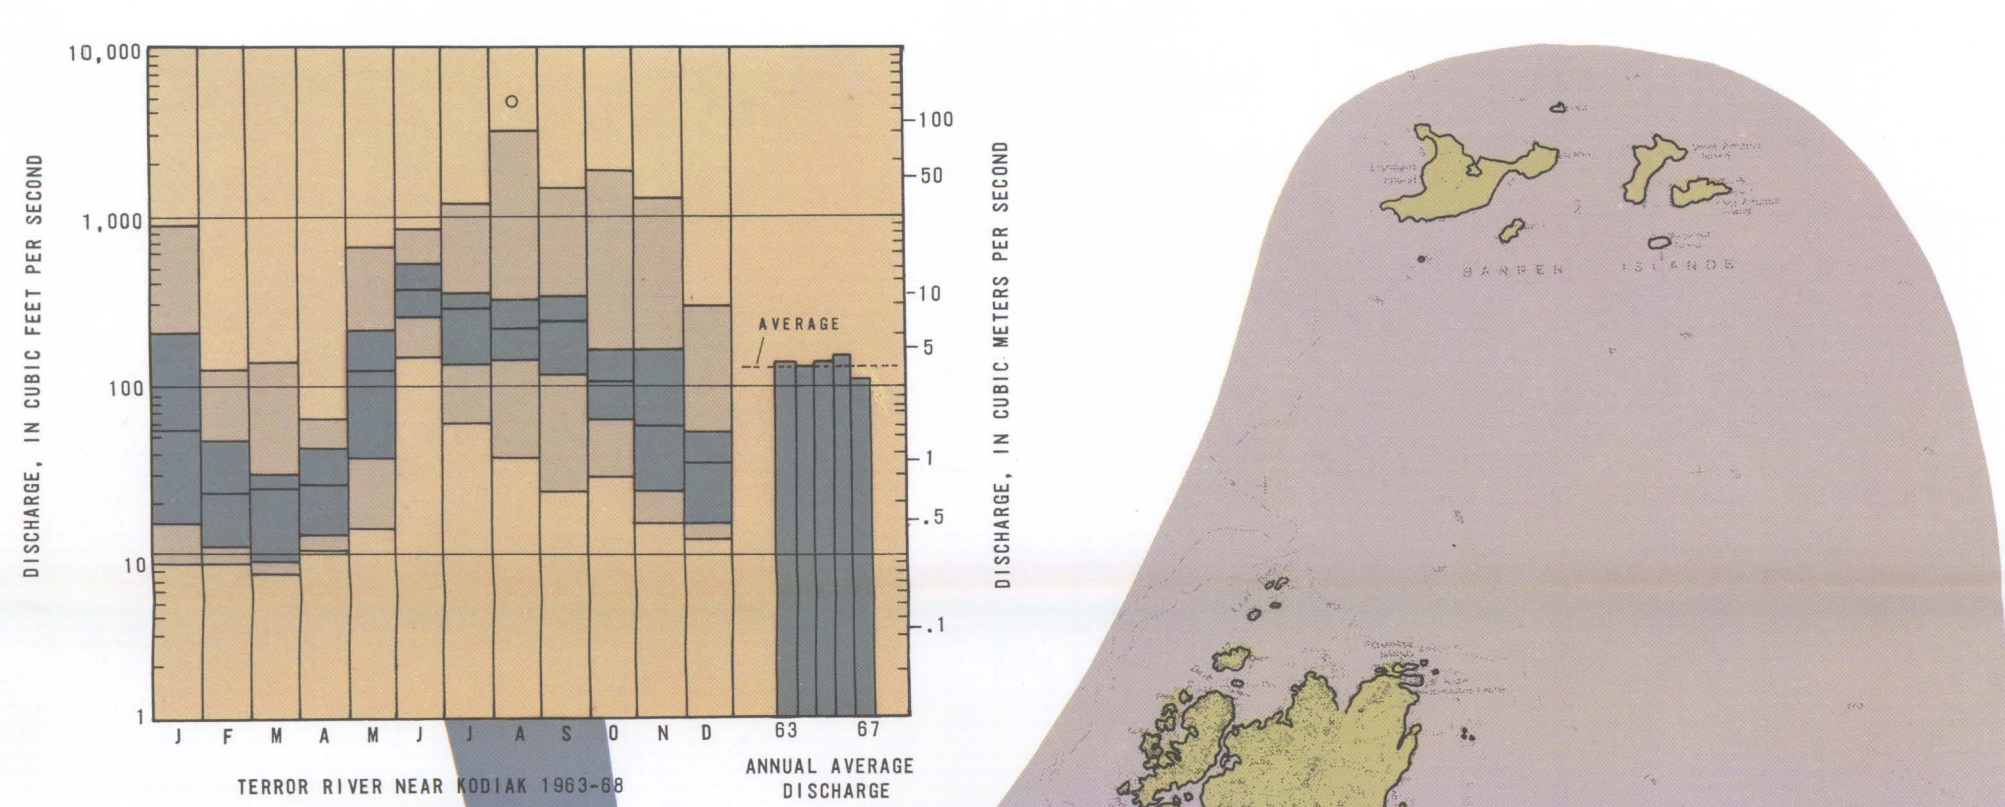 10,000
1,000
100
10
1
DISCHARGE, IN CUBIC FEET PER SECOND
AVERAGE
100
50
10
5
1
.5
.1
DISCHARGE, IN CUBIC METERS PER SECOND
J F M A M J J A S O N D
63 67
TERROR RIVER NEAR KODIAK 1963-68
ANNUAL AVERAGE
DISCHARGE
BARREN ISLANDS